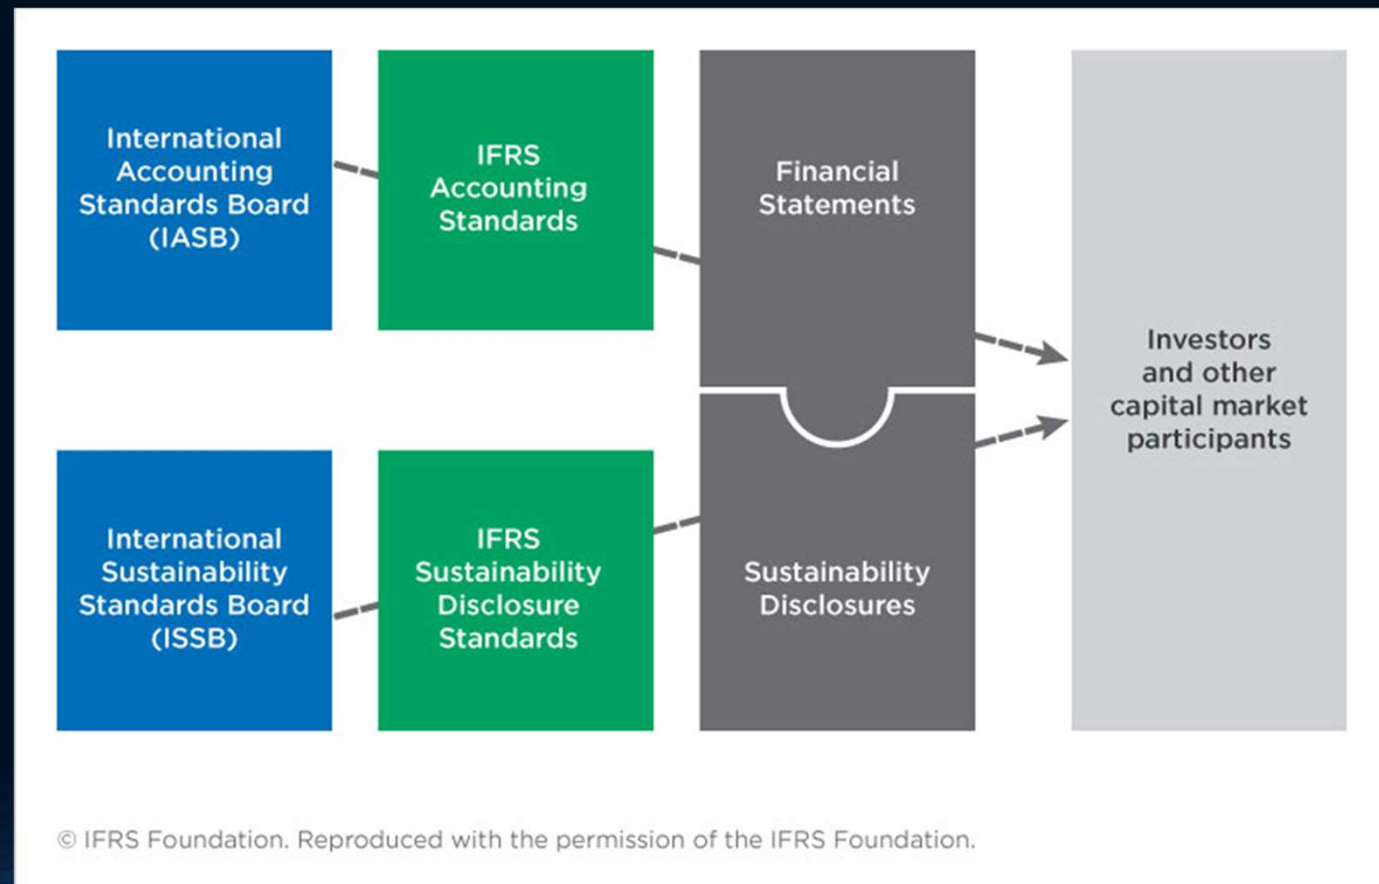 International
Accounting
Standards Board
(IASB)
IFRS
Accounting
Standards
Financial
Statements
Investors
and other
capital market
participants
International
Sustainability
Standards Board
(ISSB)
IFRS
Sustainability
Disclosure
Standards
Sustainability
Disclosures
© IFRS Foundation. Reproduced with the permission of the IFRS Foundation.